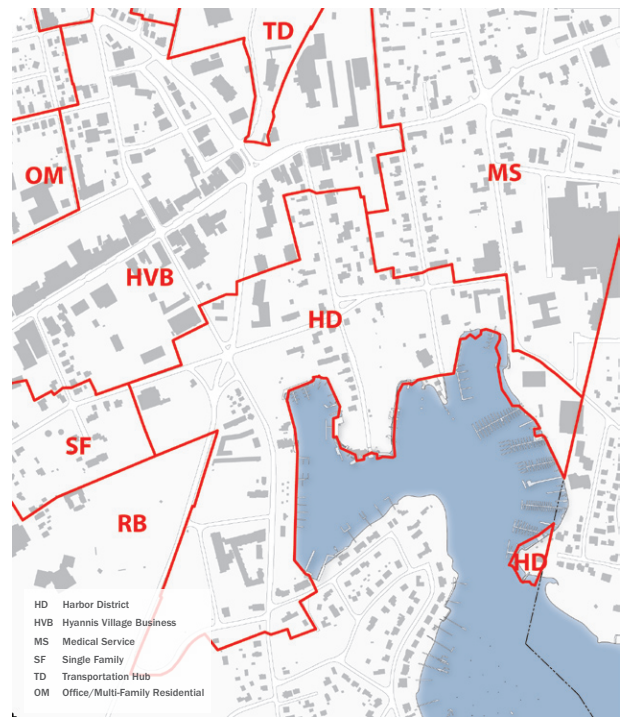 TD
OM
MS
HVB
HD
SF
RB
HD
HD Harbor District
HVB Hyannis Village Business
MS Medical Service
SF Single Family
TD Transportation Hub
OM Office/Multi-Family Residential